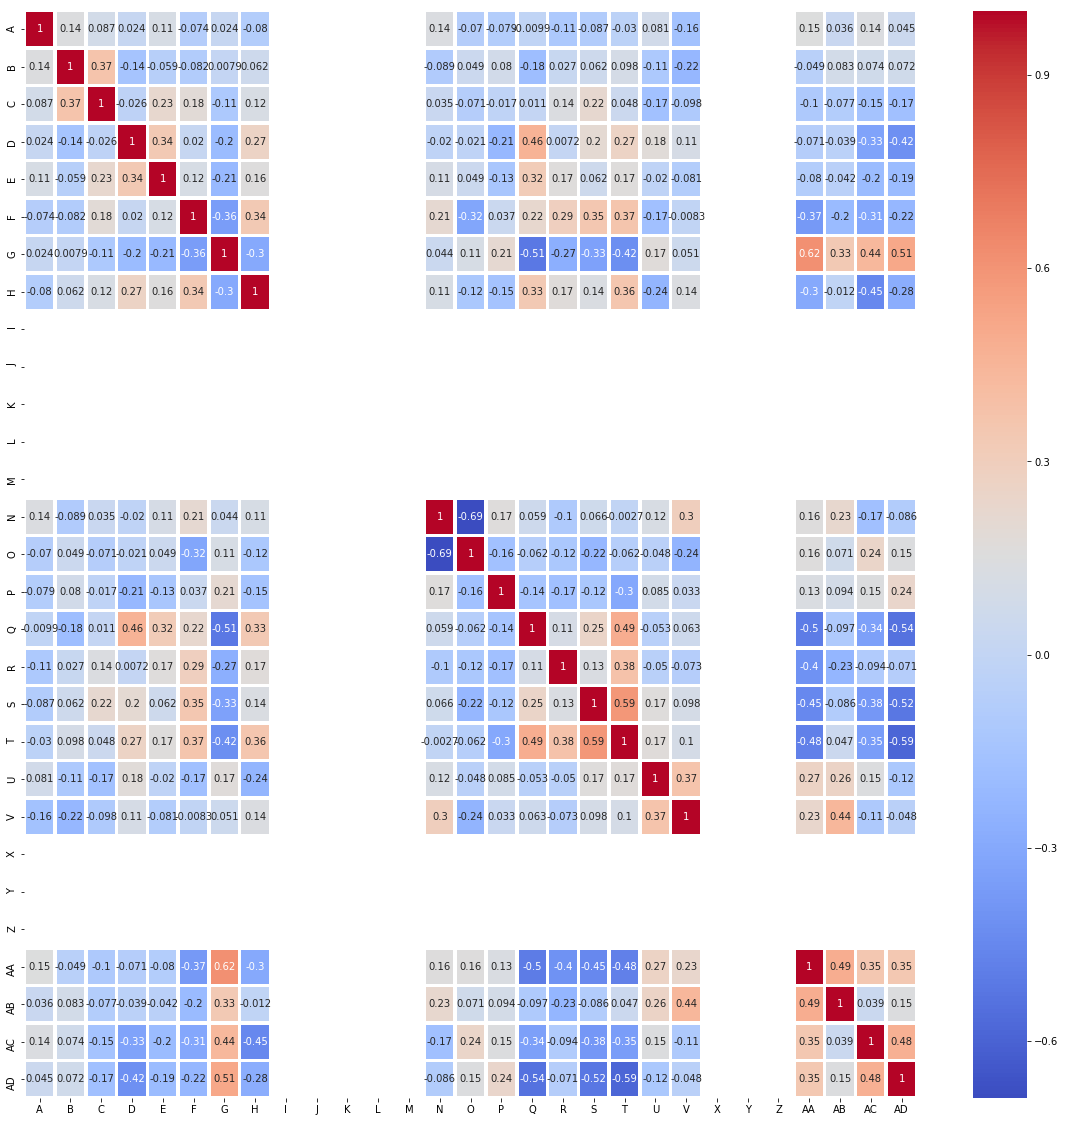 A 1 0.14 0.087 0.024 0.11 -0.074 0.024 -0.08 0.14 -0.07 -0.079 0.0099 -0.11 -0.087 -0.03 0.081 -0.16 0.15 0.036 0.14 0.045
0.9
B 0.14 1 0.37 -0.14 -0.059 -0.082 0.0079 0.062 -0.089 0.049 0.08 -0.18 0.027 0.062 0.098 -0.11 -0.22 -0.049 0.083 0.074 0.072
C 0.087 0.37 1 -0.026 0.23 0.18 -0.11 0.12 0.035 -0.071 -0.017 0.011 0.14 0.22 0.048 -0.17 -0.098 -0.1 -0.077 -0.15 -0.17
D 0.024 -0.14 -0.026 1 0.34 0.02 -0.2 0.27 -0.02 -0.021 -0.21 0.46 0.0072 0.2 0.27 0.18 0.11 -0.071 -0.039 -0.33 -0.42
E 0.11 -0.059 0.23 0.34 1 0.12 -0.21 0.16 0.11 0.049 -0.13 0.32 0.17 0.062 0.17 -0.02 -0.081 -0.08 -0.042 -0.2 -0.19
F -0.074 -0.082 0.18 0.02 0.12 1 -0.36 0.34 0.21 -0.32 0.037 0.22 0.29 0.35 0.37 -0.17 -0.0083 -0.37 -0.2 -0.31 -0.22
G 0.024 0.0079 -0.11 -0.2 -0.21 -0.36 1 -0.3 0.044 0.11 0.21 -0.51 -0.27 -0.33 -0.42 0.17 0.051 0.62 0.33 0.44 0.51
0.6
H -0.08 0.062 0.12 0.27 0.16 0.34 -0.3 1 0.11 -0.12 -0.15 0.33 0.17 0.14 0.36 -0.24 0.14 -0.3 -0.012 -0.45 -0.28
I
J
K
L
0.3
M
N 0.14 -0.089 0.035 -0.02 0.11 0.21 0.044 0.11 1 -0.69 0.17 0.059 -0.1 0.066 -0.0027 0.12 0.3 0.16 0.23 -0.17 -0.086
O -0.07 0.049 -0.071 -0.021 0.049 -0.32 0.11 -0.12 -0.69 1 -0.16 -0.062 -0.12 -0.22 -0.062 -0.048 -0.24 0.16 0.071 0.24 0.15
P -0.079 0.08 -0.017 -0.21 -0.13 0.037 0.21 -0.15 0.17 -0.16 1 -0.14 -0.17 -0.12 -0.3 0.085 0.033 0.13 0.094 0.15 0.24
Q -0.0099 -0.18 0.011 0.46 0.32 0.22 -0.51 0.33 0.059 -0.062 -0.14 1 0.11 0.25 0.49 -0.053 0.063 -0.5 -0.097 -0.34 -0.54
0.0
R -0.11 0.027 0.14 0.0072 0.17 0.29 -0.27 0.17 -0.1 -0.12 -0.17 0.11 1 0.13 0.38 -0.05 -0.073 -0.4 -0.23 -0.094 -0.071
S -0.087 0.062 0.22 0.2 0.062 0.35 -0.33 0.14 0.066 -0.22 -0.12 0.25 0.13 1 0.59 0.17 0.098 -0.45 -0.086 -0.38 -0.52
T -0.03 0.098 0.048 0.27 0.17 0.37 -0.42 0.36 -0.0027 -0.062 -0.3 0.49 0.38 0.59 1 0.17 0.1 -0.48 0.047 -0.35 -0.59
U 0.081 -0.11 -0.17 0.18 -0.02 -0.17 0.17 -0.24 0.12 -0.048 0.085 -0.053 -0.05 0.17 0.17 1 0.37 0.27 0.26 0.15 -0.12
V -0.16 -0.22 -0.098 0.11 -0.081 -0.0083 0.051 0.14 0.3 -0.24 0.033 0.063 -0.073 0.098 0.1 0.37 1 0.23 0.44 -0.11 -0.048
−0.3
X
Y
Z
AA 0.15 -0.049 -0.1 -0.071 -0.08 -0.37 0.62 -0.3 0.16 0.16 0.13 -0.5 -0.4 -0.45 -0.48 0.27 0.23 1 0.49 0.35 0.35
AB 0.036 0.083 -0.077 -0.039 -0.042 -0.2 0.33 -0.012 0.23 0.071 0.094 -0.097 -0.23 -0.086 0.047 0.26 0.44 0.49 1 0.039 0.15
AC 0.14 0.074 -0.15 -0.33 -0.2 -0.31 0.44 -0.45 -0.17 0.24 0.15 -0.34 -0.094 -0.38 -0.35 0.15 -0.11 0.35 0.039 1 0.48
−0.6
AD 0.045 0.072 -0.17 -0.42 -0.19 -0.22 0.51 -0.28 -0.086 0.15 0.24 -0.54 -0.071 -0.52 -0.59 -0.12 -0.048 0.35 0.15 0.48 1
A B C D E F G H I J K L M N O P Q R S T U V X Y Z AA AB AC AD